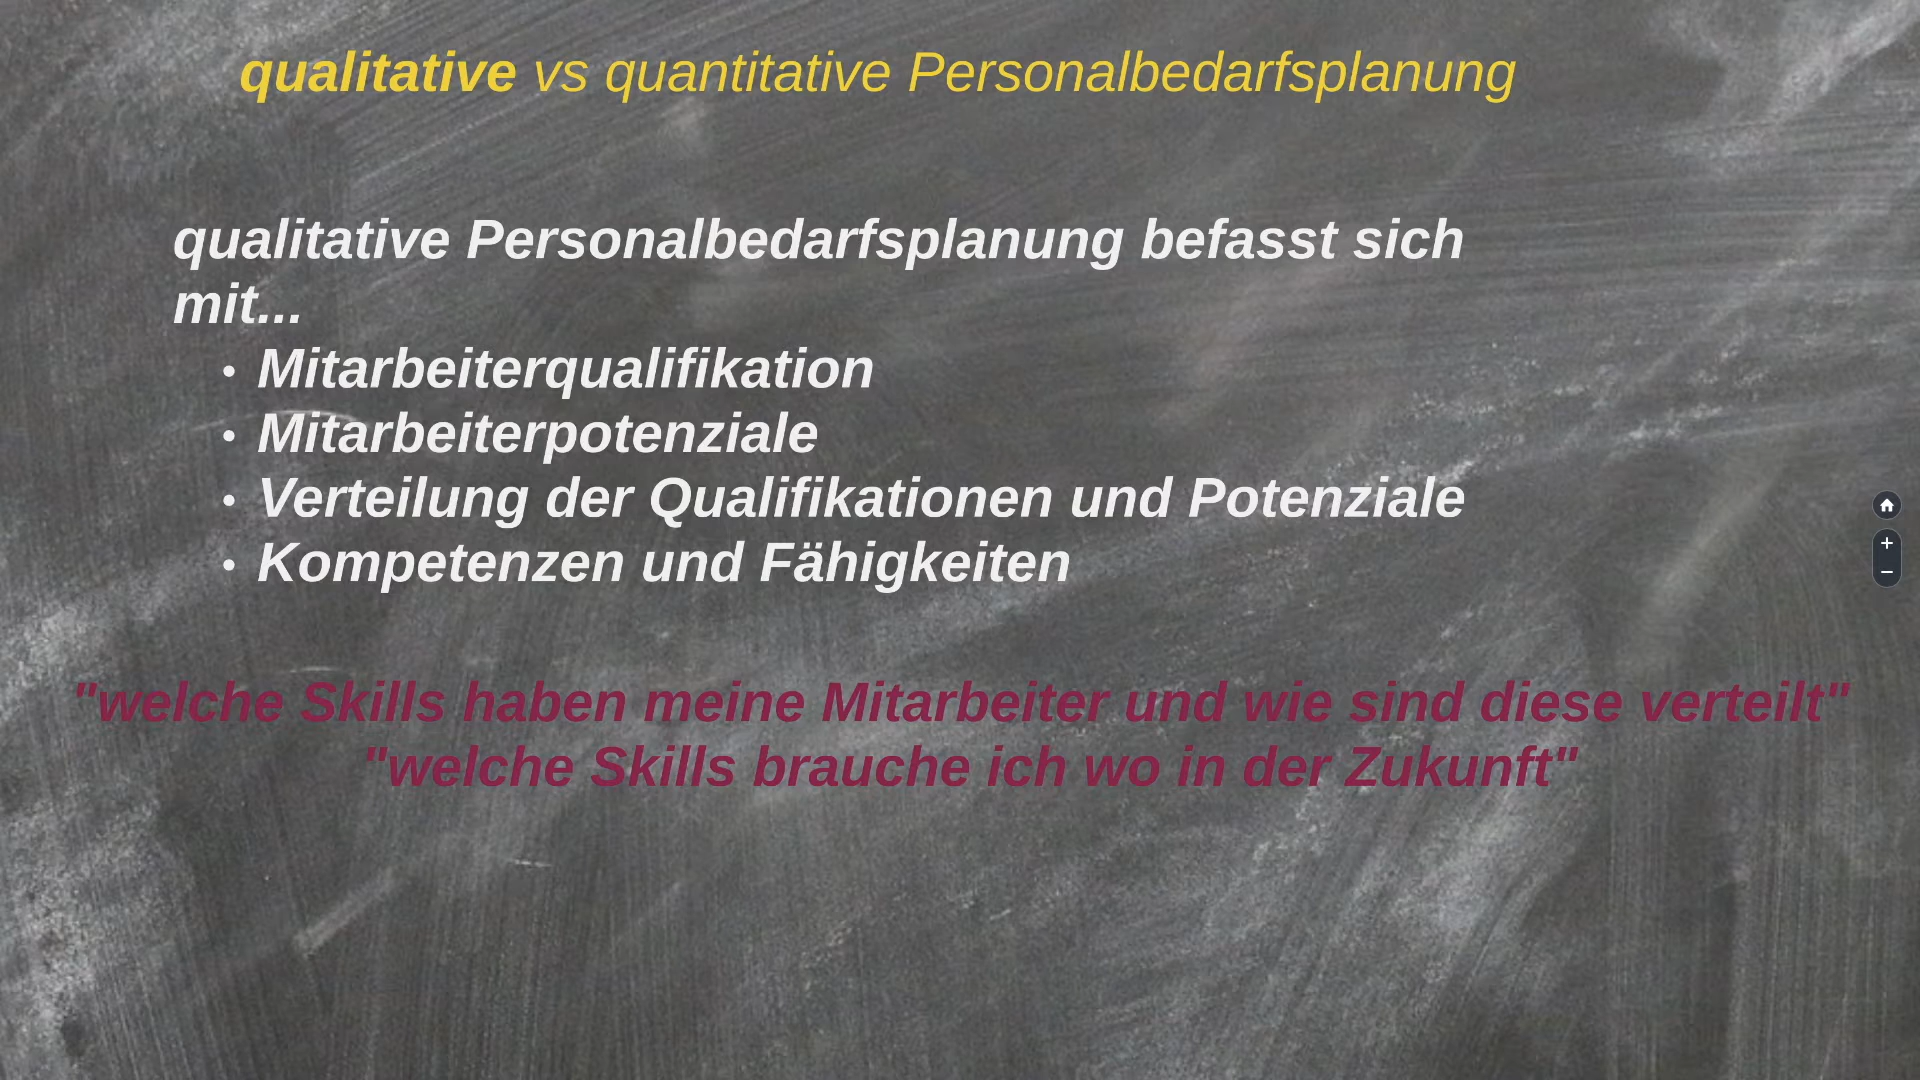 qualitative vs quantitative Personalbedarfsplanung
qualitative Personalbedarfsplanung befasst sich
mit...
• Mitarbeiterqualifikation
• Mitarbeiterpotenziale
• Verteilung der Qualifikationen und Potenziale
• Kompetenzen und Fähigkeiten
"welche Skills haben meine Mitarbeiter und wie sind diese verteilt"
"welche Skills brauche ich wo in der Zukunft"